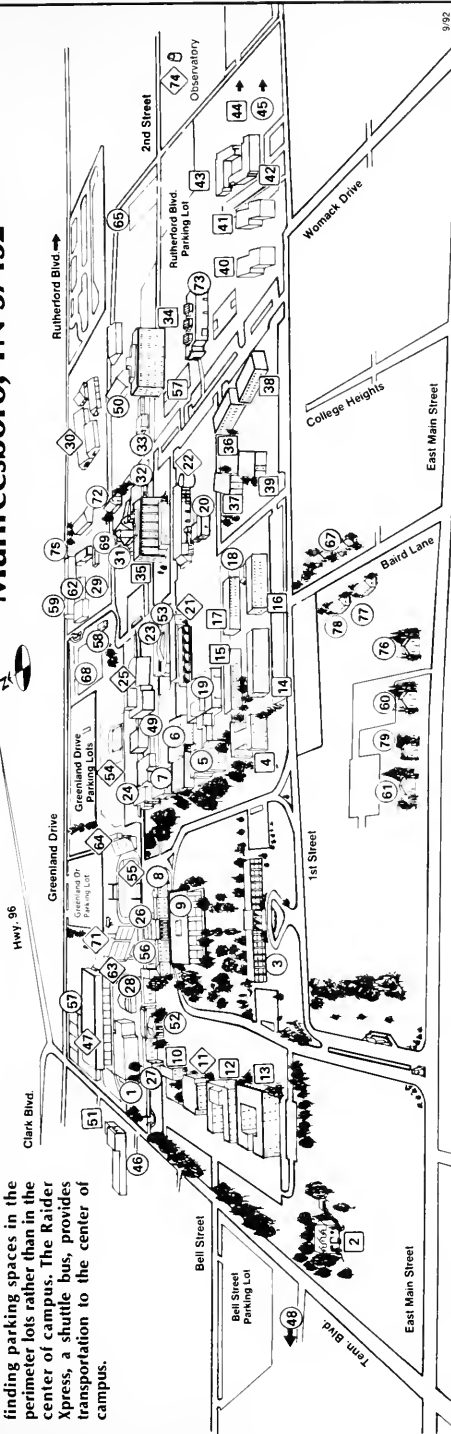 finding parking spaces in the
perimeter lots rather than in the
center of campus. The Raider
Xpress, a shuttle bus, provides
transportation to the center of
campus.
Murfreesboro, TN 37132
N
Hwy. 96
Clark Blvd.
Greenland Drive
Rutherford Blvd.
2nd Street
Observatory
Greenland Dr
Parking Lot
Greenland Drive
Parking Lots
Rutherford Blvd.
Parking Lot
Bell Street
Bell Street
Parking Lot
Tenn. Blvd.
East Main Street
1st Street
Baird Lane
College Heights
East Main Street
Womack Drive
57
47
51
46
1
63
71
28
27
10
11
12
13
52
56
26
55
64
8
9
3
2
48
24
54
7
6
5
4
49
25
68
58
59
62
75
29
69
72
30
23
53
21
19
15
14
17
16
18
35
31
32
33
50
65
20
22
57
34
73
37
36
39
38
40
41
42
43
44
45
74
67
78
77
76
60
79
61
9/92